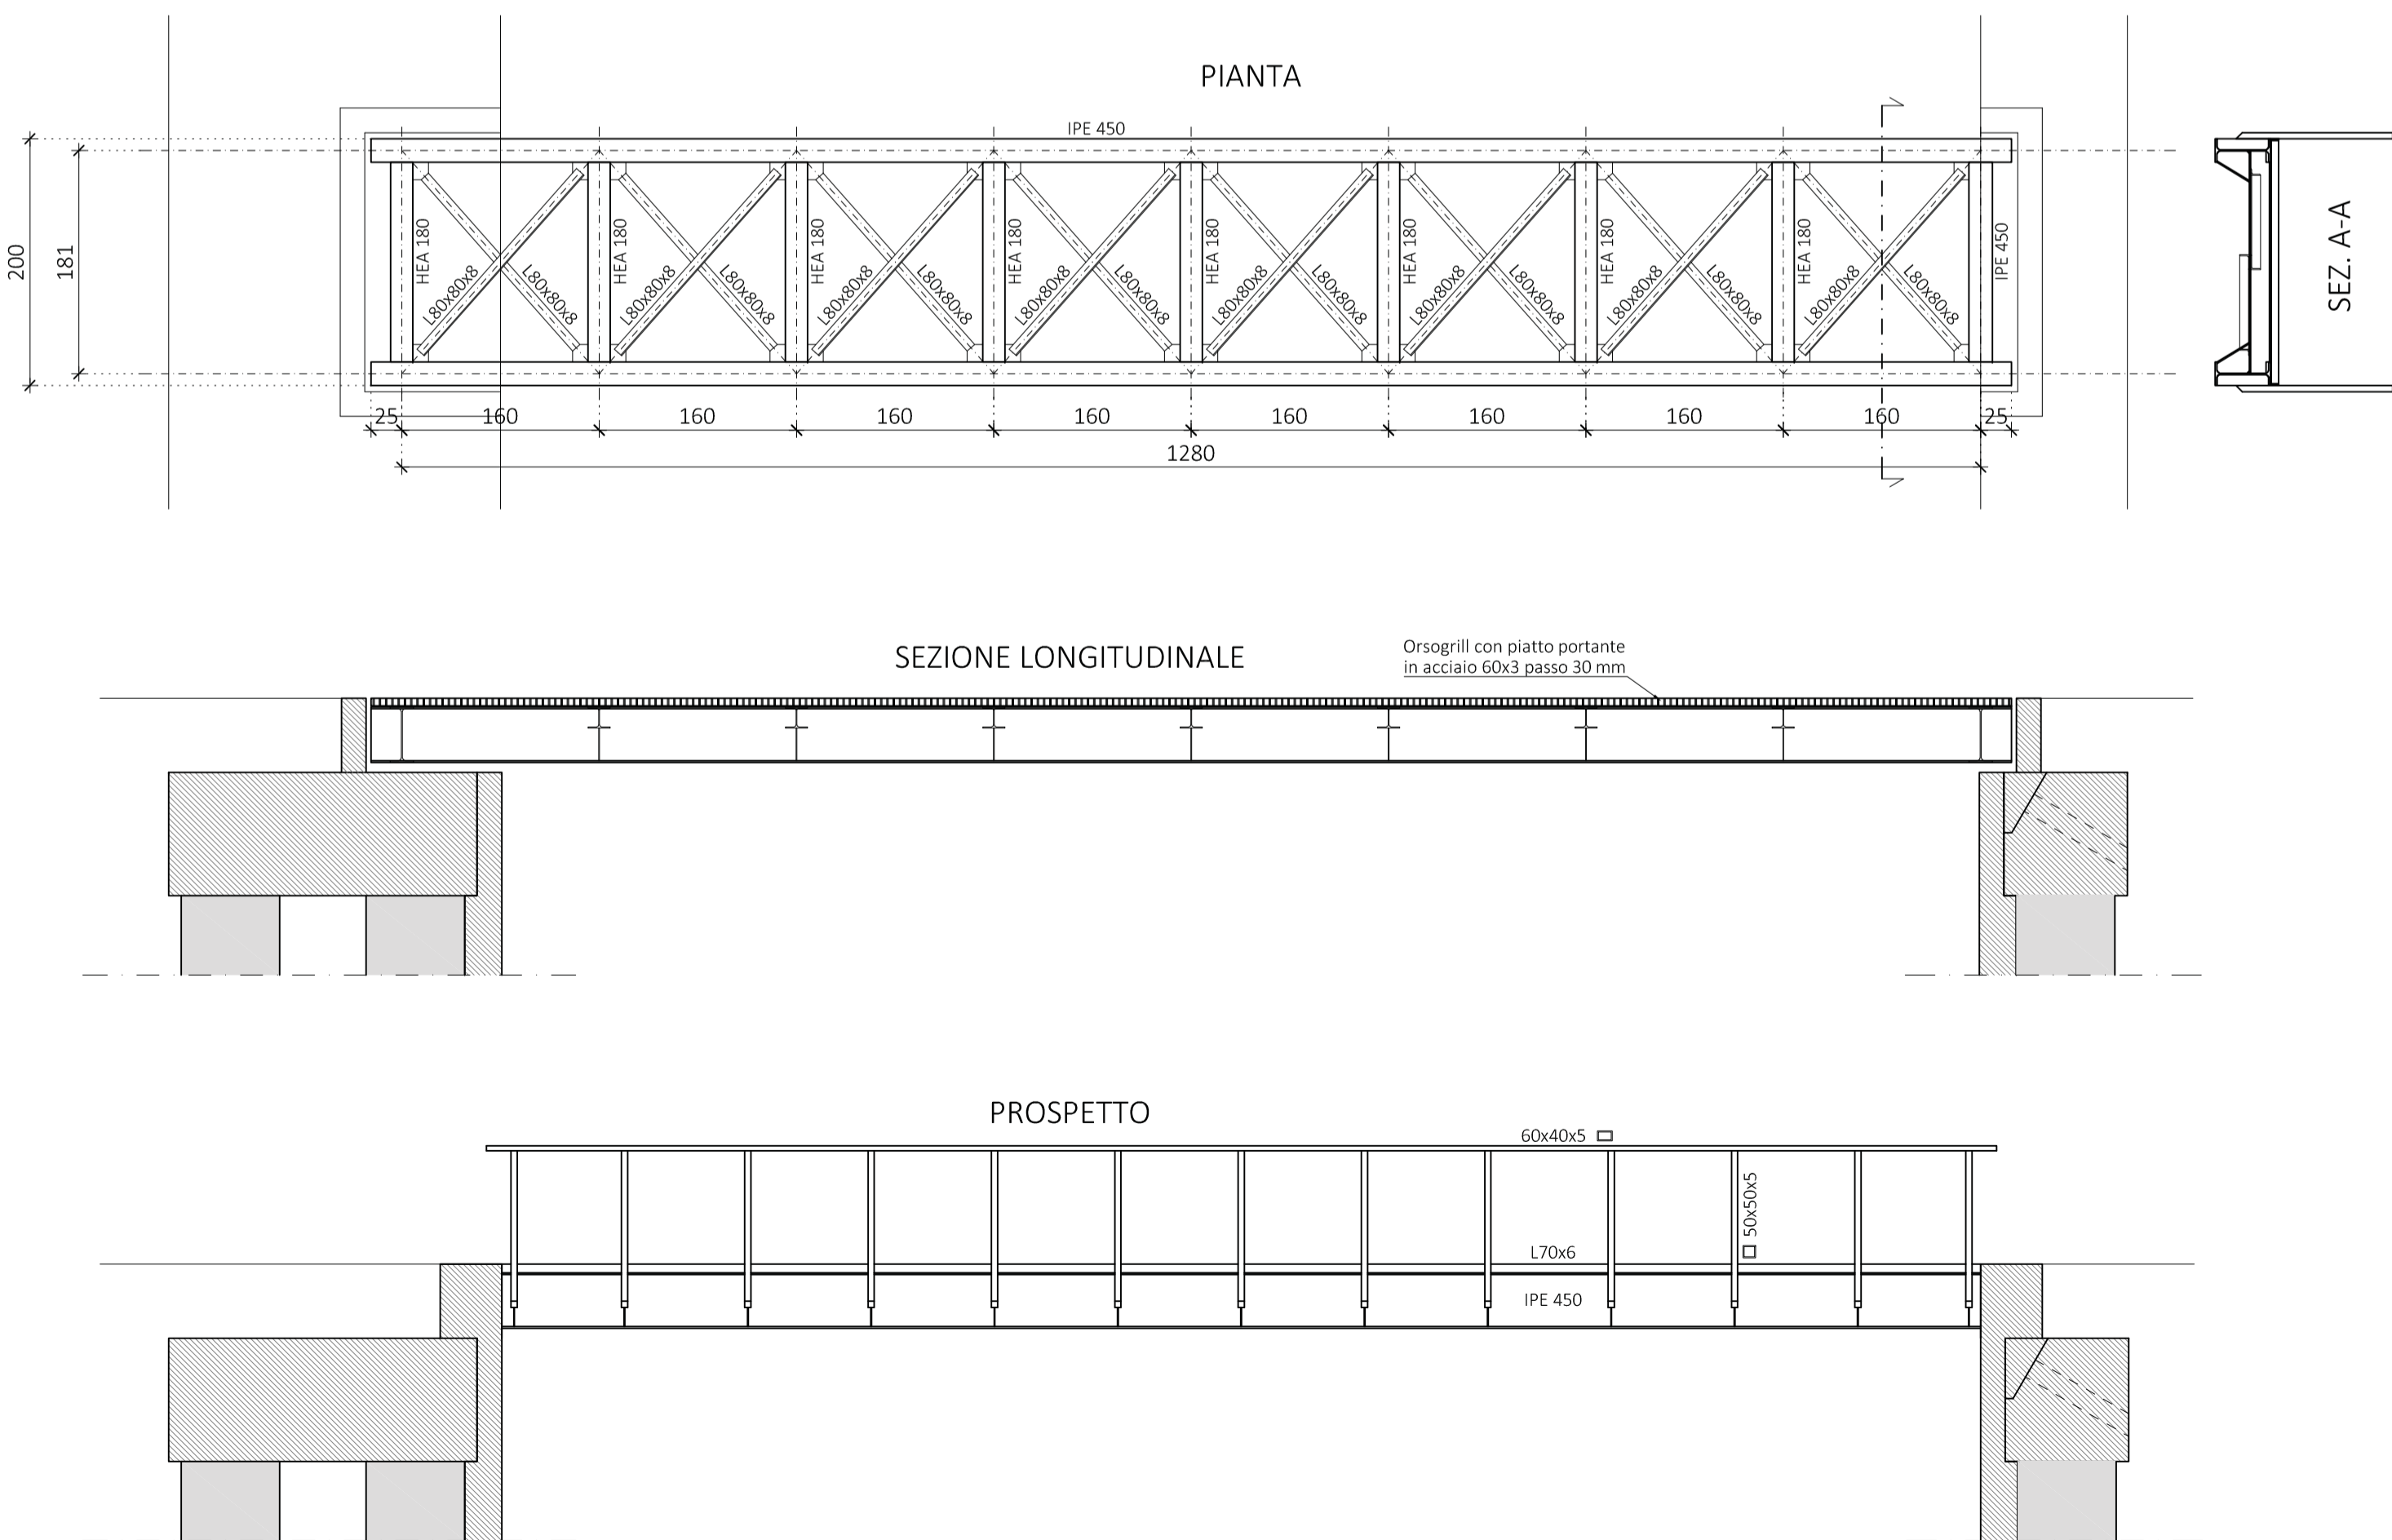 PIANTA
IPE 450
200
181
HEA 180
L80x80x8
L80x80x8
HEA 180
L80x80x8
L80x80x8
HEA 180
L80x80x8
L80x80x8
HEA 180
L80x80x8
L80x80x8
HEA 180
L80x80x8
L80x80x8
HEA 180
L80x80x8
L80x80x8
HEA 180
L80x80x8
L80x80x8
HEA 180
L80x80x8
L80x80x8
IPE 450
SEZ. A-A
25 160 160 160 160 160 160 160 160 25
1280
SEZIONE LONGITUDINALE
Orsogrill con piatto portante
in acciaio 60x3 passo 30 mm
PROSPETTO
60x40x5
50x50x5
L70x6
IPE 450